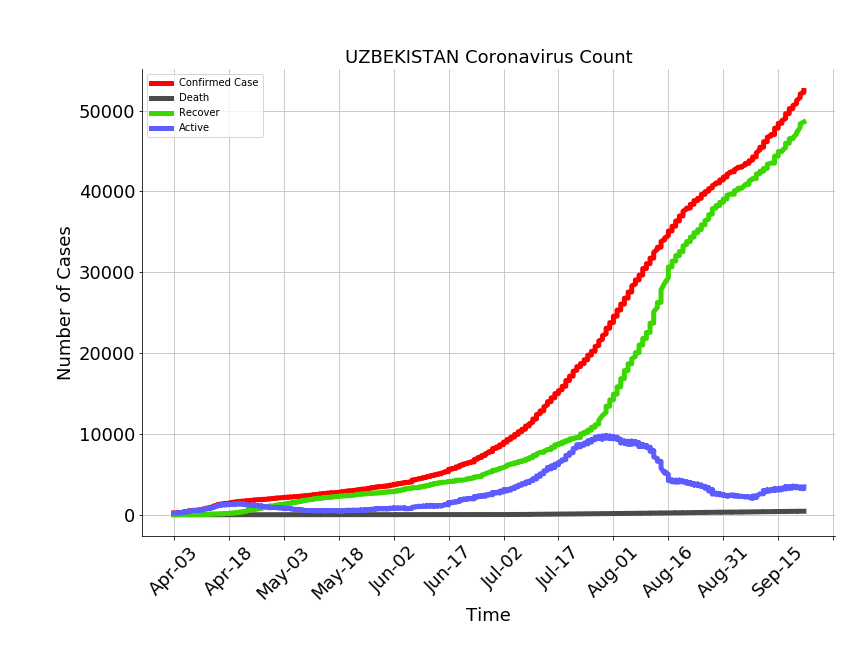 UZBEKISTAN Coronavirus Count
Confirmed Case
Death
Recover
Active
Number of Cases
50000
40000
30000
20000
10000
0
Apr-03
Apr-18
May-03
May-18
Jun-02
Jun-17
Jul-02
Jul-17
Aug-01
Aug-16
Aug-31
Sep-15
Time